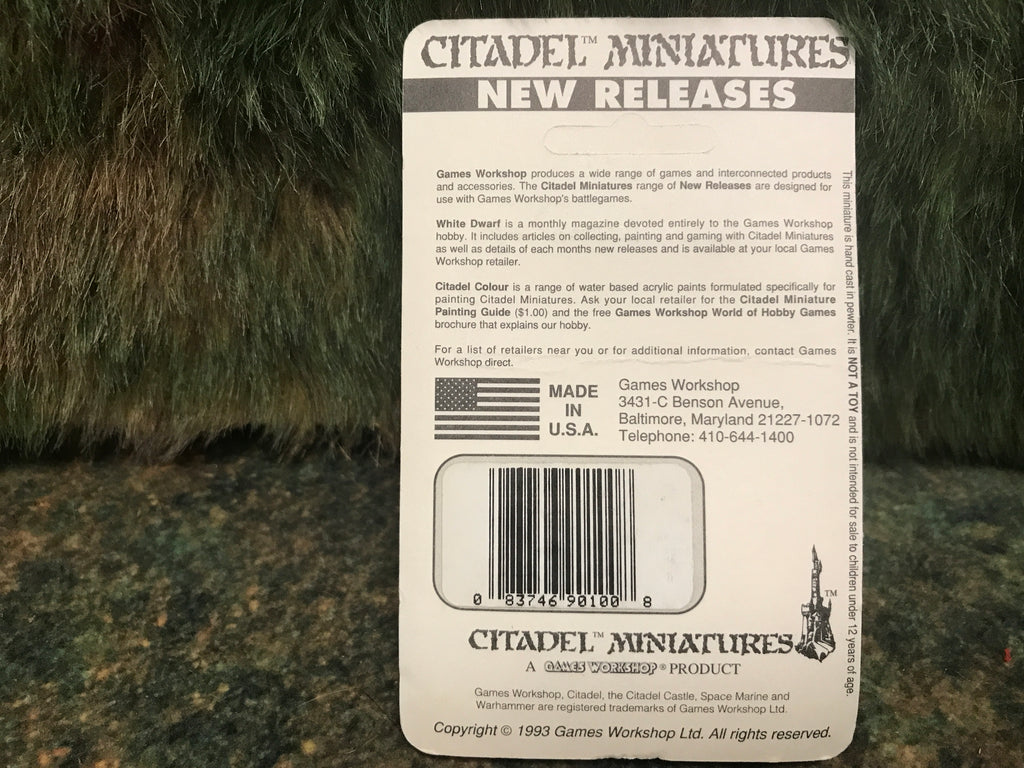 CITADEL™ MINIATURES
NEW RELEASES
Games Workshop produces a wide range of games and interconnected products
and accessories. The Citadel Miniatures range of New Releases are designed for
use with Games Workshop's battlegames.
White Dwarf is a monthly magazine devoted entirely to the Games Workshop
hobby. It includes articles on collecting, painting and gaming with Citadel Miniatures
as well as details of each months new releases and is available at your local Games
Workshop retailer.
Citadel Colour is a range of water based acrylic paints formulated specifically for
painting Citadel Miniatures. Ask your local retailer for the Citadel Miniature
Painting Guide ($1.00) and the free Games Workshop World of Hobby Games
brochure that explains our hobby.
For a list of retailers near you or for additional information, contact Games
Workshop direct.
MADE
IN
U.S.A.
Games Workshop
3431-C Benson Avenue,
Baltimore, Maryland 21227-1072
Telephone: 410-644-1400
0 83746 90100 8
CITADEL™ MINIATURES
TM
A GAMES WORKSHOP® PRODUCT
Games Workshop, Citadel, the Citadel Castle, Space Marine and
Warhammer are registered trademarks of Games Workshop Ltd.
Copyright © 1993 Games Workshop Ltd. All rights reserved.
This miniature is hand cast in pewter. It is NOT A TOY and is not intended for sale to children under 12 years of age.